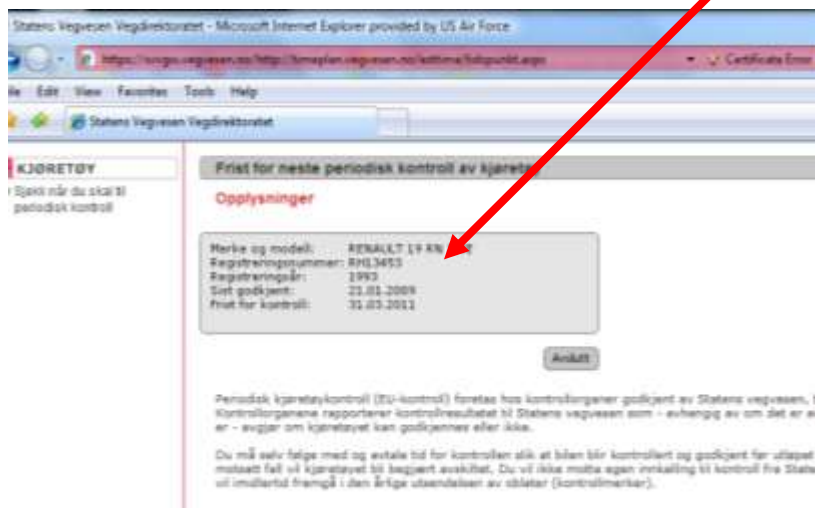 Statens Vegvesen Vegdirektoratet - Microsoft Internet Explorer provided by US Air Force
Certificate Error
Edit View Favorites Tools Help
Statens Vegvesen Vegdirektoratet
KJØRETØY
Sjekk når du skal til
periodisk kontroll
Frist for neste periodisk kontroll av kjøretøy
Opplysninger
Merke og modell: RENAULT 19 RN
Registreringsnummer: RH13453
Registreringsår: 1993
Sist godkjent: 21.01.2009
Frist for kontroll: 31.03.2011
Avslutt
Periodisk kjøretøykontroll (EU-kontroll) foretas hos kontrollorganer godkjent av Statens vegvesen.
Kontrollorganene rapporterer kontrollresultatet til Statens vegvesen som - avhengig av om det er
er - avgjør om kjøretøyet kan godkjennes eller ikke.
Du må selv følge med og avtale tid for kontrollen slik at bilen blir kontrollert og godkjent før utløpet
motsatt fall vil kjøretøyet bli begjært avskiltet. Du vil ikke motta egen innkalling til kontroll fra State
vil imidlertid fremgå i den årlige utsendelsen av oblater (kontrollmerker).